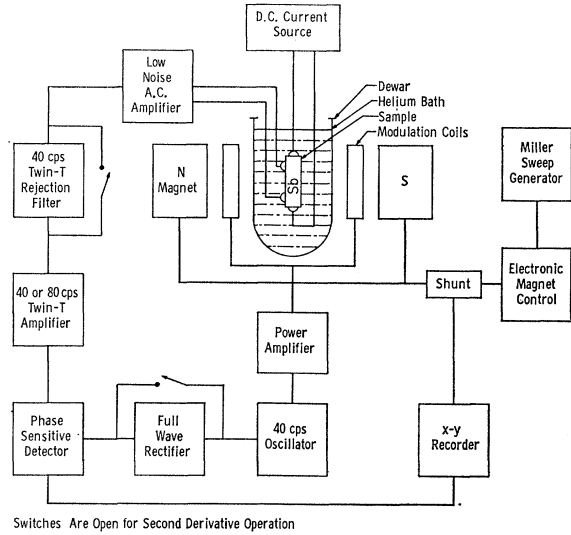 D.C. Current
Source
Low
Noise
A.C.
Amplifier
Dewar
Helium Bath
Sample
Modulation Coils
40 cps
Twin-T
Rejection
Filter
N
Magnet
Sb
S
Miller
Sweep
Generator
40 or 80 cps
Twin-T
Amplifier
Shunt
Electronic
Magnet
Control
Power
Amplifier
Phase
Sensitive
Detector
Full
Wave
Rectifier
40 cps
Oscillator
x-y
Recorder
Switches Are Open for Second Derivative Operation